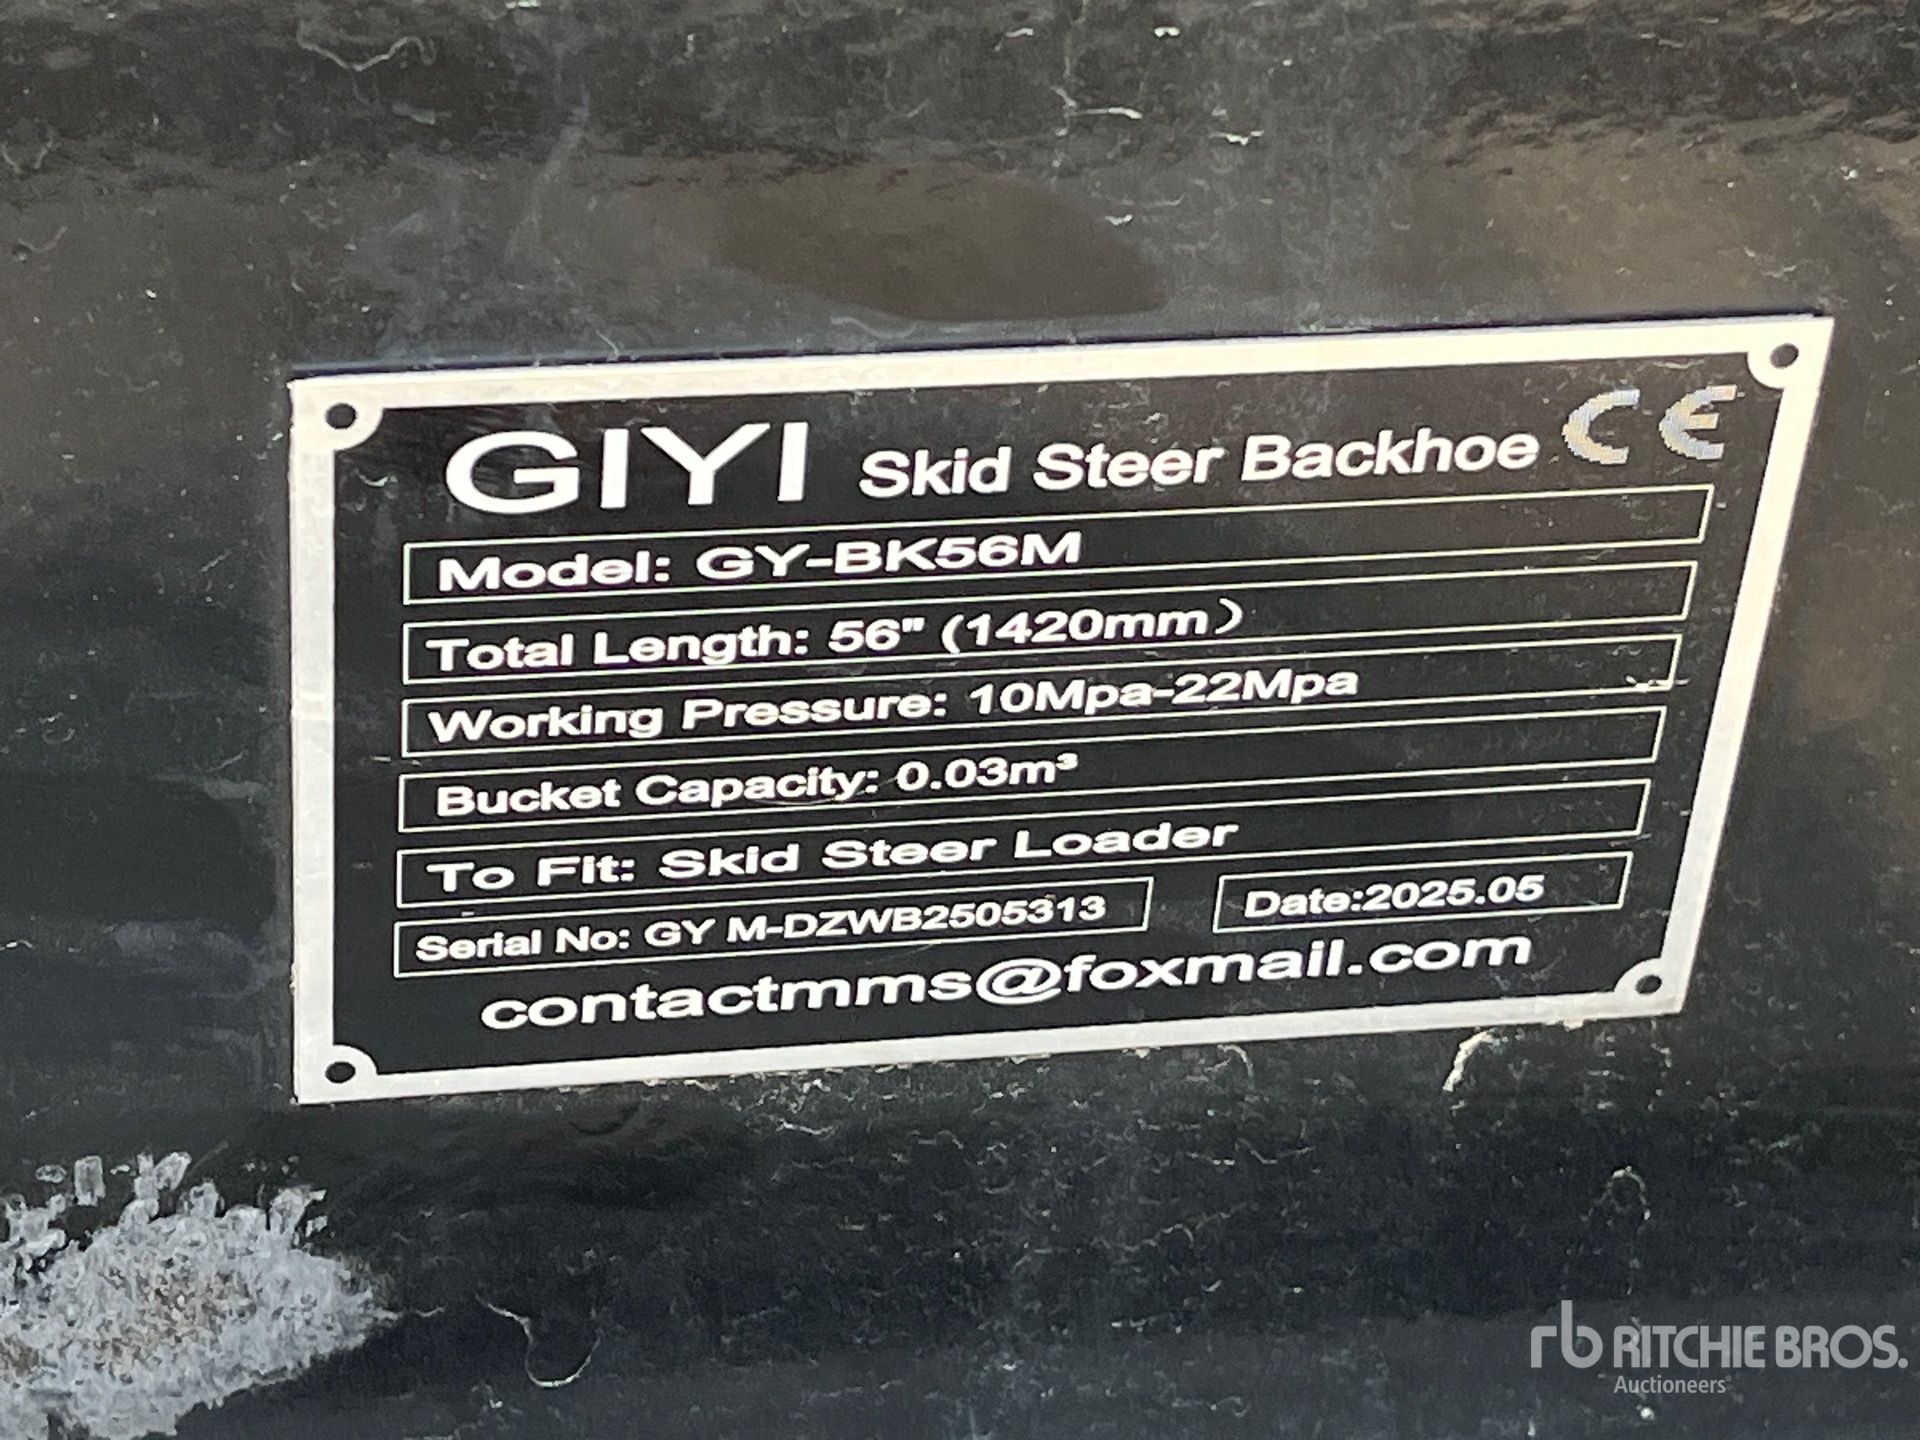 GIYI Skid Steer Backhoe CE
Model: GY-BK56M
Total Length: 56" (1420mm）
Working Pressure: 10Mpa-22Mpa
Bucket Capacity: 0.03m³
To Fit: Skid Steer Loader
Serial No: GY M-DZWB2505313 Date:2025.05
contactmms@foxmail.com
rb RITCHIE BROS.
Auctioneers